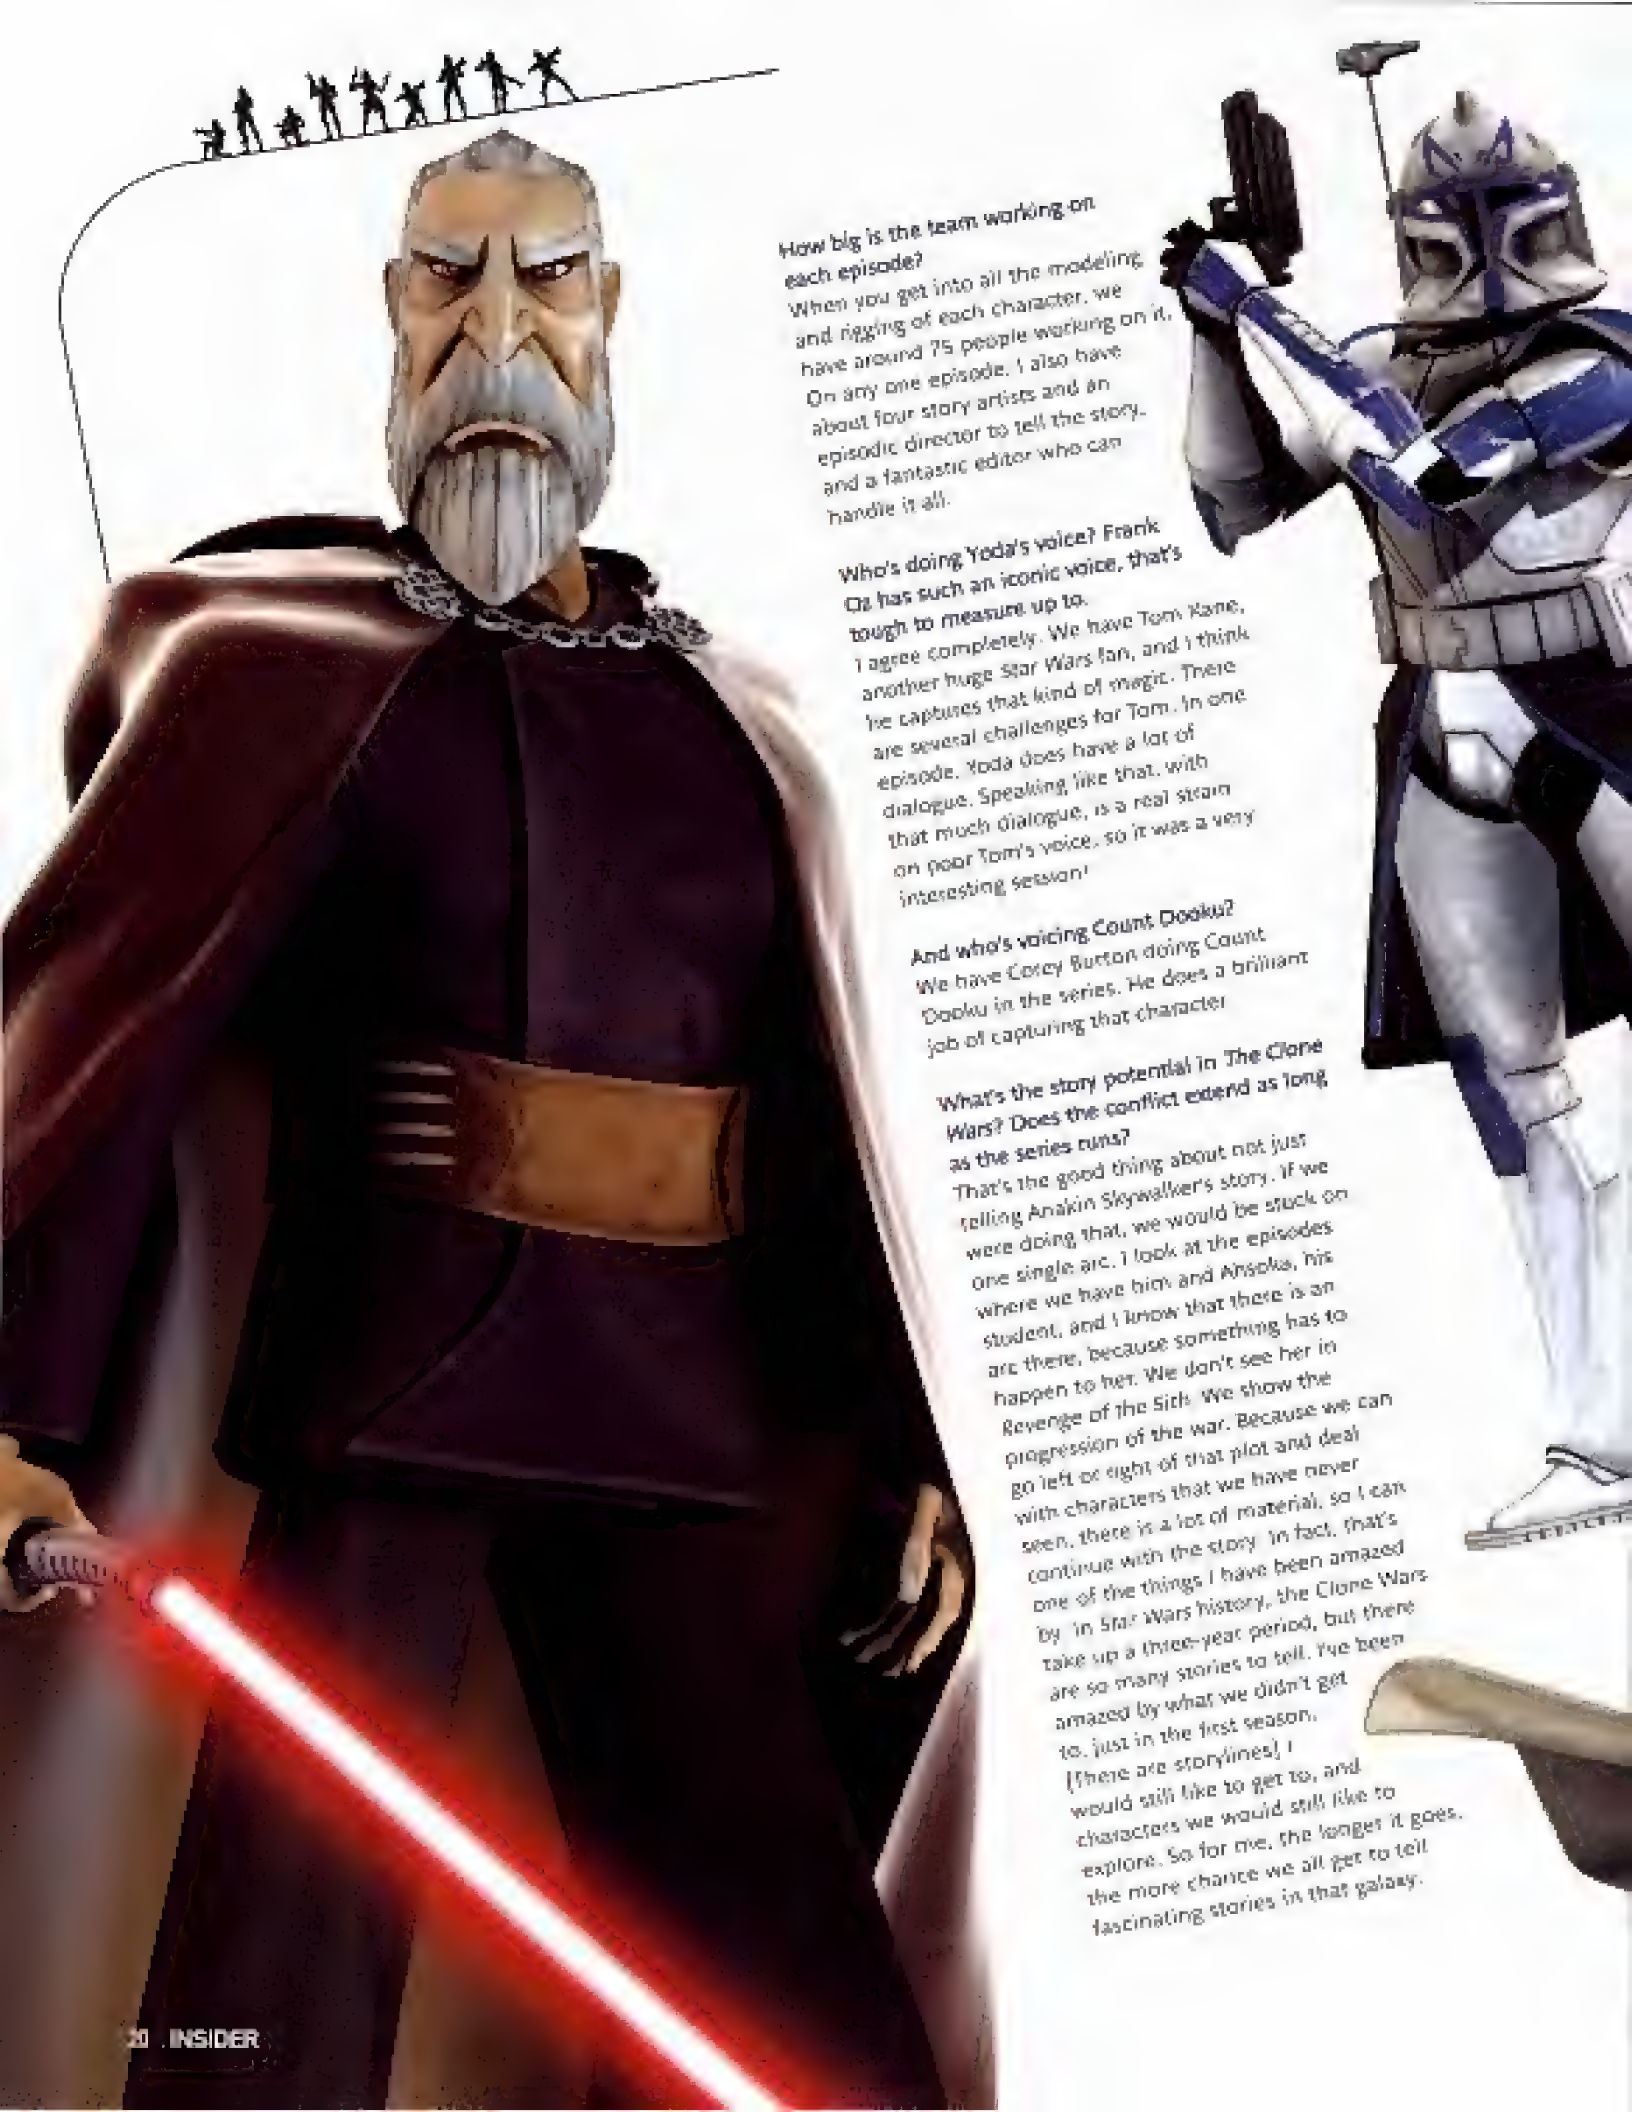 How big is the team working on
each episode?
When you get into all the modeling
and rigging of each character, we
have around 75 people working on it.
On any one episode, I also have
about four story artists and an
episodic director to tell the story,
and a fantastic editor who can
handle it all.
Who's doing Yoda's voice? Frank
Oz has such an iconic voice, that's
tough to measure up to.
I agree completely. We have Tom Kane,
another huge Star Wars fan, and I think
he captures that kind of magic. There
are several challenges for Tom. In one
episode, Yoda does have a lot of
dialogue. Speaking like that, with
that much dialogue, is a real strain
on poor Tom's voice, so it was a very
interesting session!
And who's voicing Count Dooku?
We have Corey Burton doing Count
Dooku in the series. He does a brilliant
job of capturing that character.
What's the story potential in The Clone
Wars? Does the conflict extend as long
as the series runs?
That's the good thing about not just
telling Anakin Skywalker's story. If we
were doing that, we would be stuck on
one single arc. I look at the episodes
where we have him and Ahsoka, his
student, and I know that there is an
arc there, because something has to
happen to her. We don't see her in
Revenge of the Sith. We show the
progression of the war. Because we can
go left or right of that plot and deal
with characters that we have never
seen, there is a lot of material, so I can
continue with the story. In fact, that's
one of the things I have been amazed
by. In Star Wars history, the Clone Wars
take up a three-year period, but there
are so many stories to tell. I've been
amazed by what we didn't get
to, just in the first season.
[There are storylines] I
would still like to get to, and
characters we would still like to
explore. So for me, the longer it goes,
the more chance we all get to tell
fascinating stories in that galaxy.
20 . INSIDER